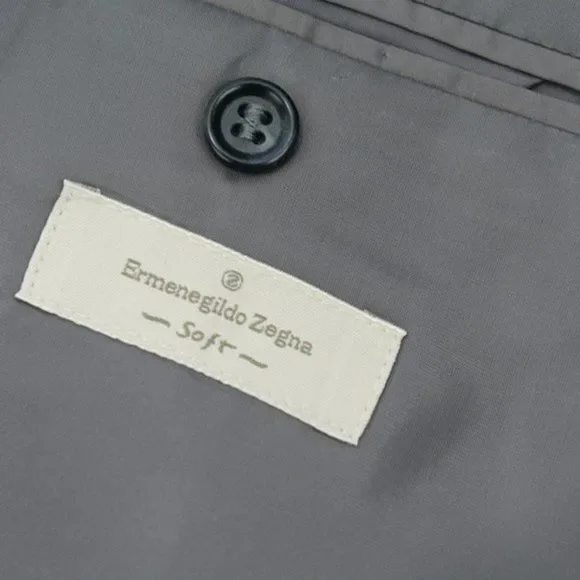 Ermenegildo Zegna
~ Soft ~